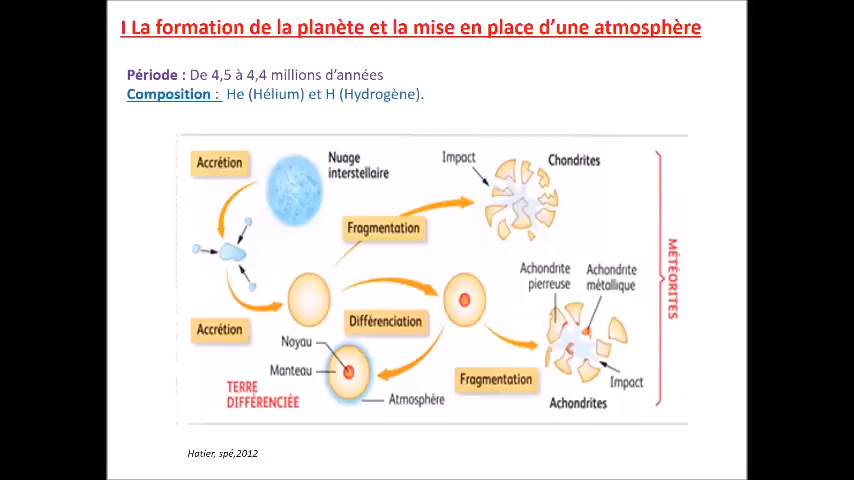 I La formation de la planète et la mise en place d’une atmosphère
Période : De 4,5 à 4,4 millions d’années
Composition : He (Hélium) et H (Hydrogène).
Accrétion
Nuage
interstellaire
Impact
Chondrites
Fragmentation
Achondrite
pierreuse
Achondrite
métallique
MÉTÉORITES
Accrétion
Différenciation
Noyau
Manteau
TERRE
DIFFÉRENCIÉE
Atmosphère
Fragmentation
Impact
Achondrites
Hatier, spé,2012